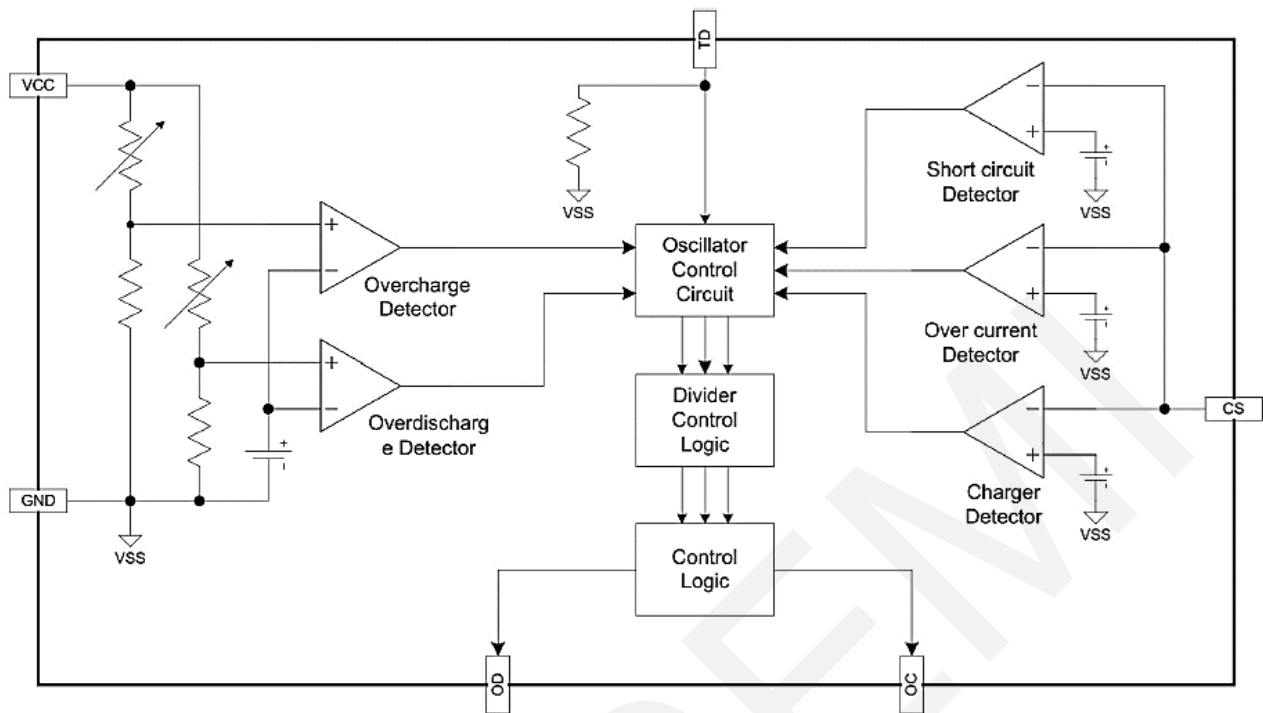 TD
VCC
VSS
Short circuit
Detector
VSS
Oscillator
Control
Circuit
Overcharge
Detector
Over current
Detector
VSS
Divider
Control
Logic
Overdischarg
e Detector
CS
GND
VSS
Charger
Detector
VSS
Control
Logic
OD
OC